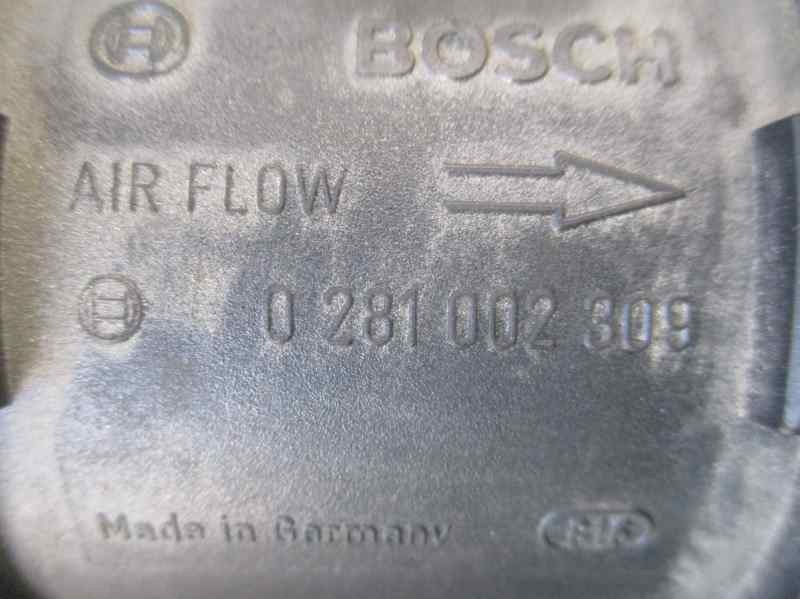 BOSCH
AIR FLOW
0 281 002 309
Made in Germany